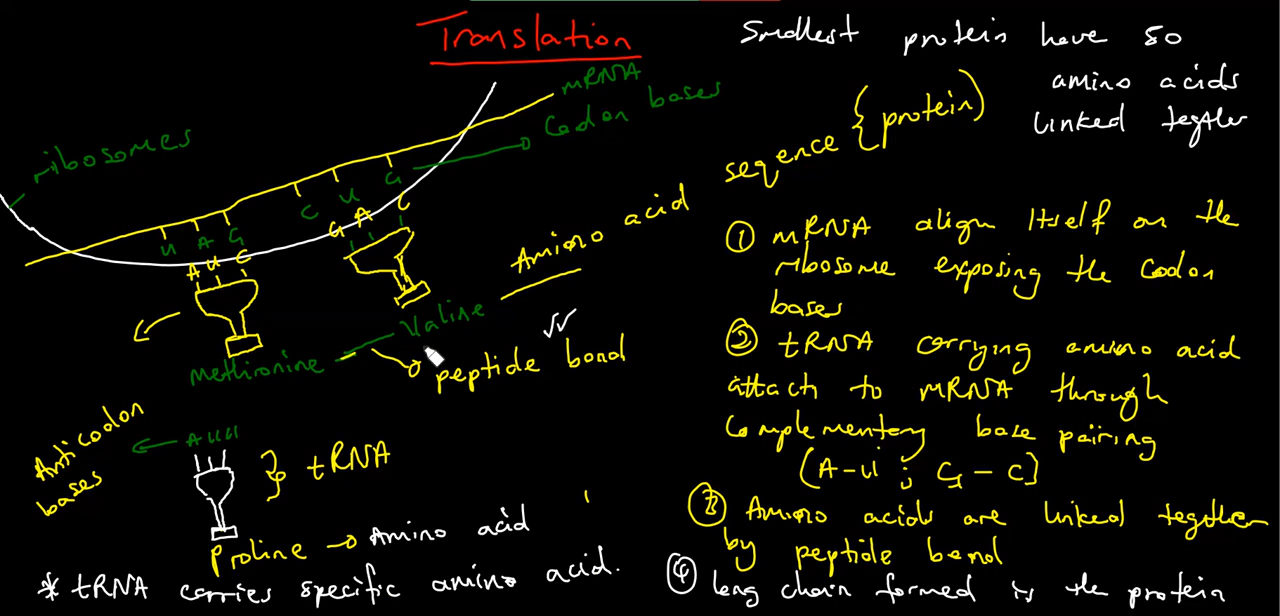 Translation
mRNA
Codon bases
ribosomes
U A G
C U G
A U C
G A C
Amino acid
Valine
Methionine
peptide bond
Anticodon
bases
AUU
tRNA
Proline → Amino acid
* tRNA carries specific amino acid.
Smallest protein have 50
amino acids
linked
seqence {protein}
① mRNA align Itself on the
ribosome exposing the Codon
bases
② tRNA carrying amino acid
attach to mRNA through
Complementary base pairing
(A-U ; G-C)
③ Amino acids are linked together
by peptide bond
④ long chain formed is the protein